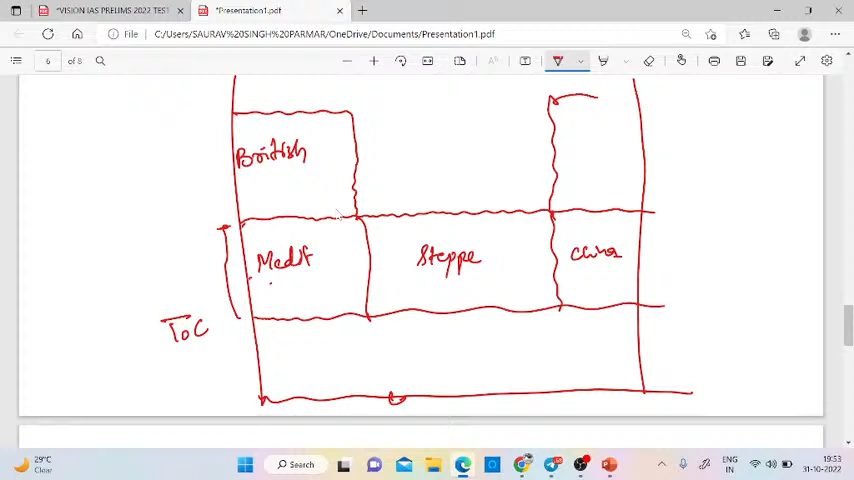 *VISION IAS PRELIMS 2022 TEST
*Presentation1.pdf
File C:/Users/SAURAV%20SINGH%20PARMAR/OneDrive/Documents/Presentation1.pdf
6 of 8
British
Medit Steppe China
ToC
29°C
Clear
Search
ENG
IN
19:53
31-10-2022